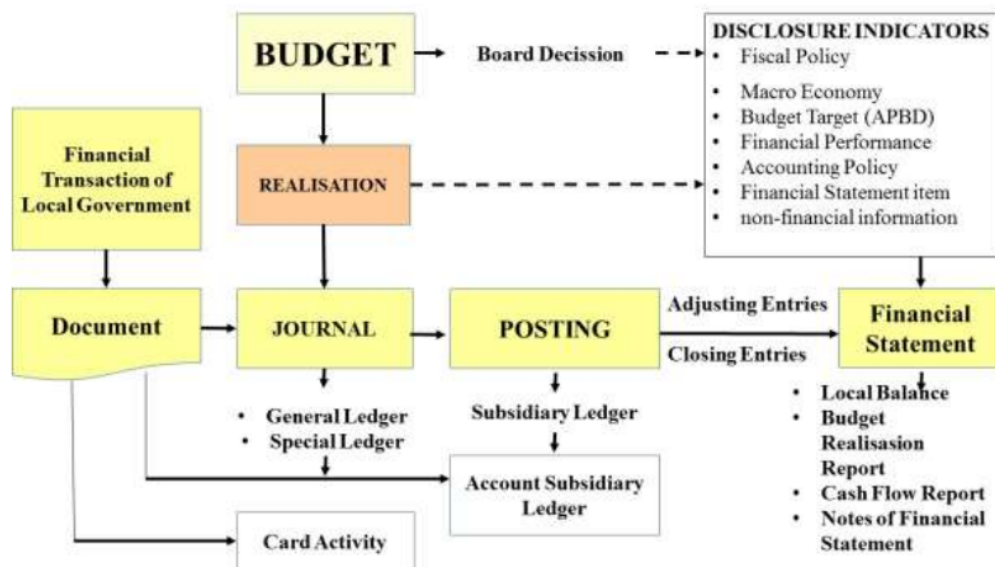 BUDGET
Board Decission
DISCLOSURE INDICATORS
• Fiscal Policy
• Macro Economy
• Budget Target (APBD)
• Financial Performance
• Accounting Policy
• Financial Statement item
• non-financial information
Financial
Transaction of
Local Government
REALISATION
Document
JOURNAL
POSTING
Adjusting Entries
Closing Entries
Financial
Statement
• General Ledger
• Special Ledger
Subsidiary Ledger
• Local Balance
• Budget
Realisasion
Report
• Cash Flow Report
• Notes of Financial
Statement
Account Subsidiary
Ledger
Card Activity